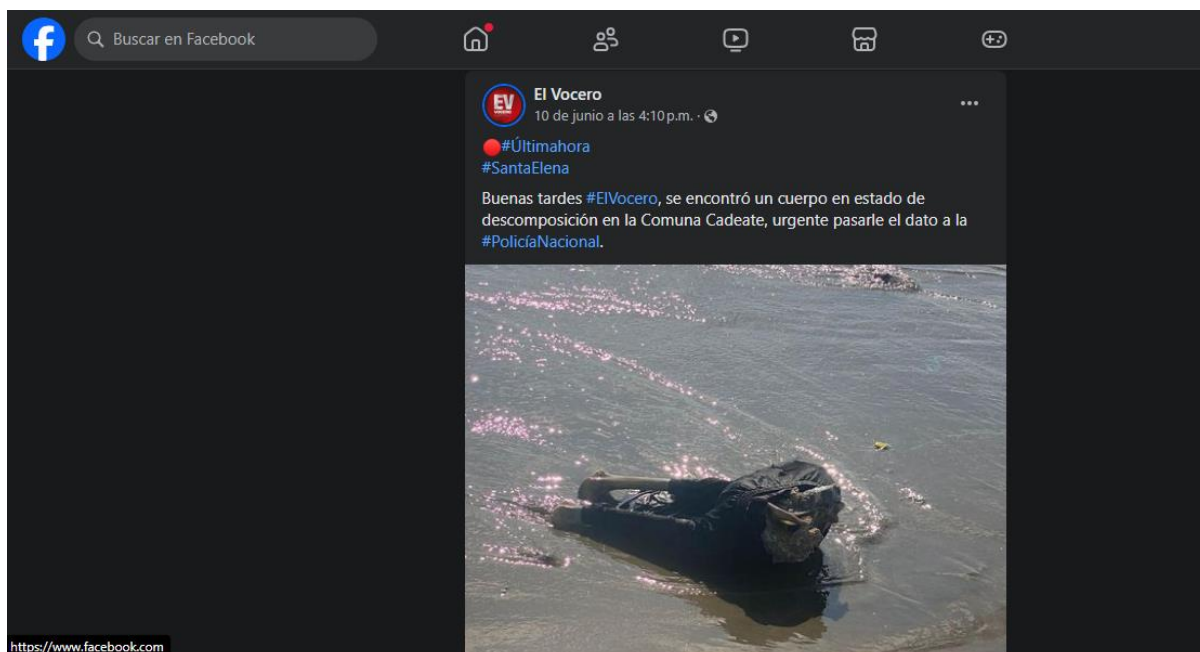 Buscar en Facebook
EV
VOCERO
El Vocero
10 de junio a las 4:10 p.m. ·
#Últimahora
#SantaElena
Buenas tardes #ElVocero, se encontró un cuerpo en estado de
descomposición en la Comuna Cadeate, urgente pasarle el dato a la
#PolicíaNacional.
https://www.facebook.com